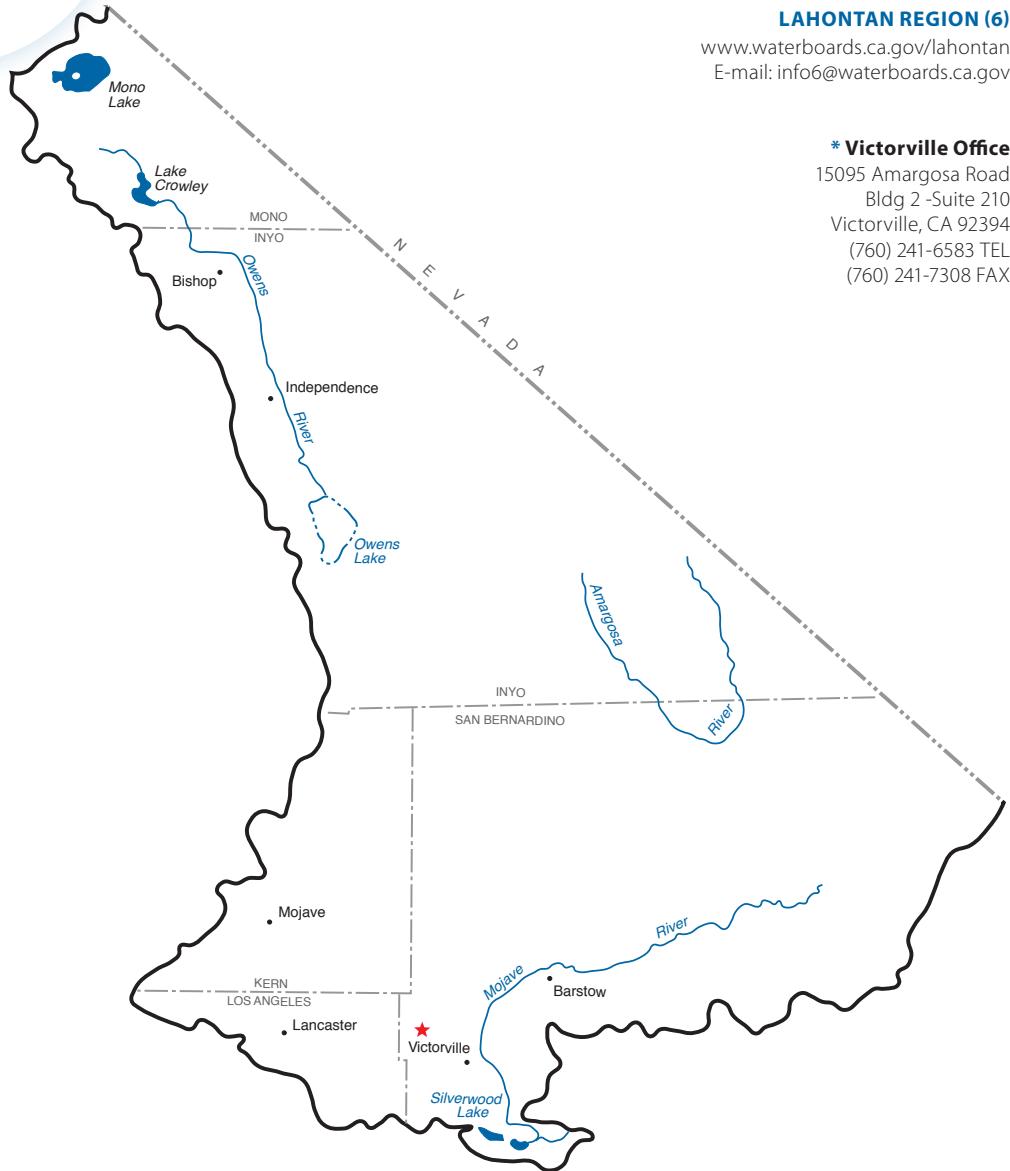 LAHONTAN REGION (6)
www.waterboards.ca.gov/lahontan
E-mail: info6@waterboards.ca.gov
* Victorville Office
15095 Amargosa Road
Bldg 2 -Suite 210
Victorville, CA 92394
(760) 241-6583 TEL
(760) 241-7308 FAX
Mono
Lake
Lake
Crowley
MONO
INYO
NEVADA
Bishop
Owens
Independence
River
Owens
Lake
Amargosa
River
INYO
SAN BERNARDINO
Mojave
KERN
LOS ANGELES
Lancaster
Mojave
River
Barstow
Victorville
Silverwood
Lake